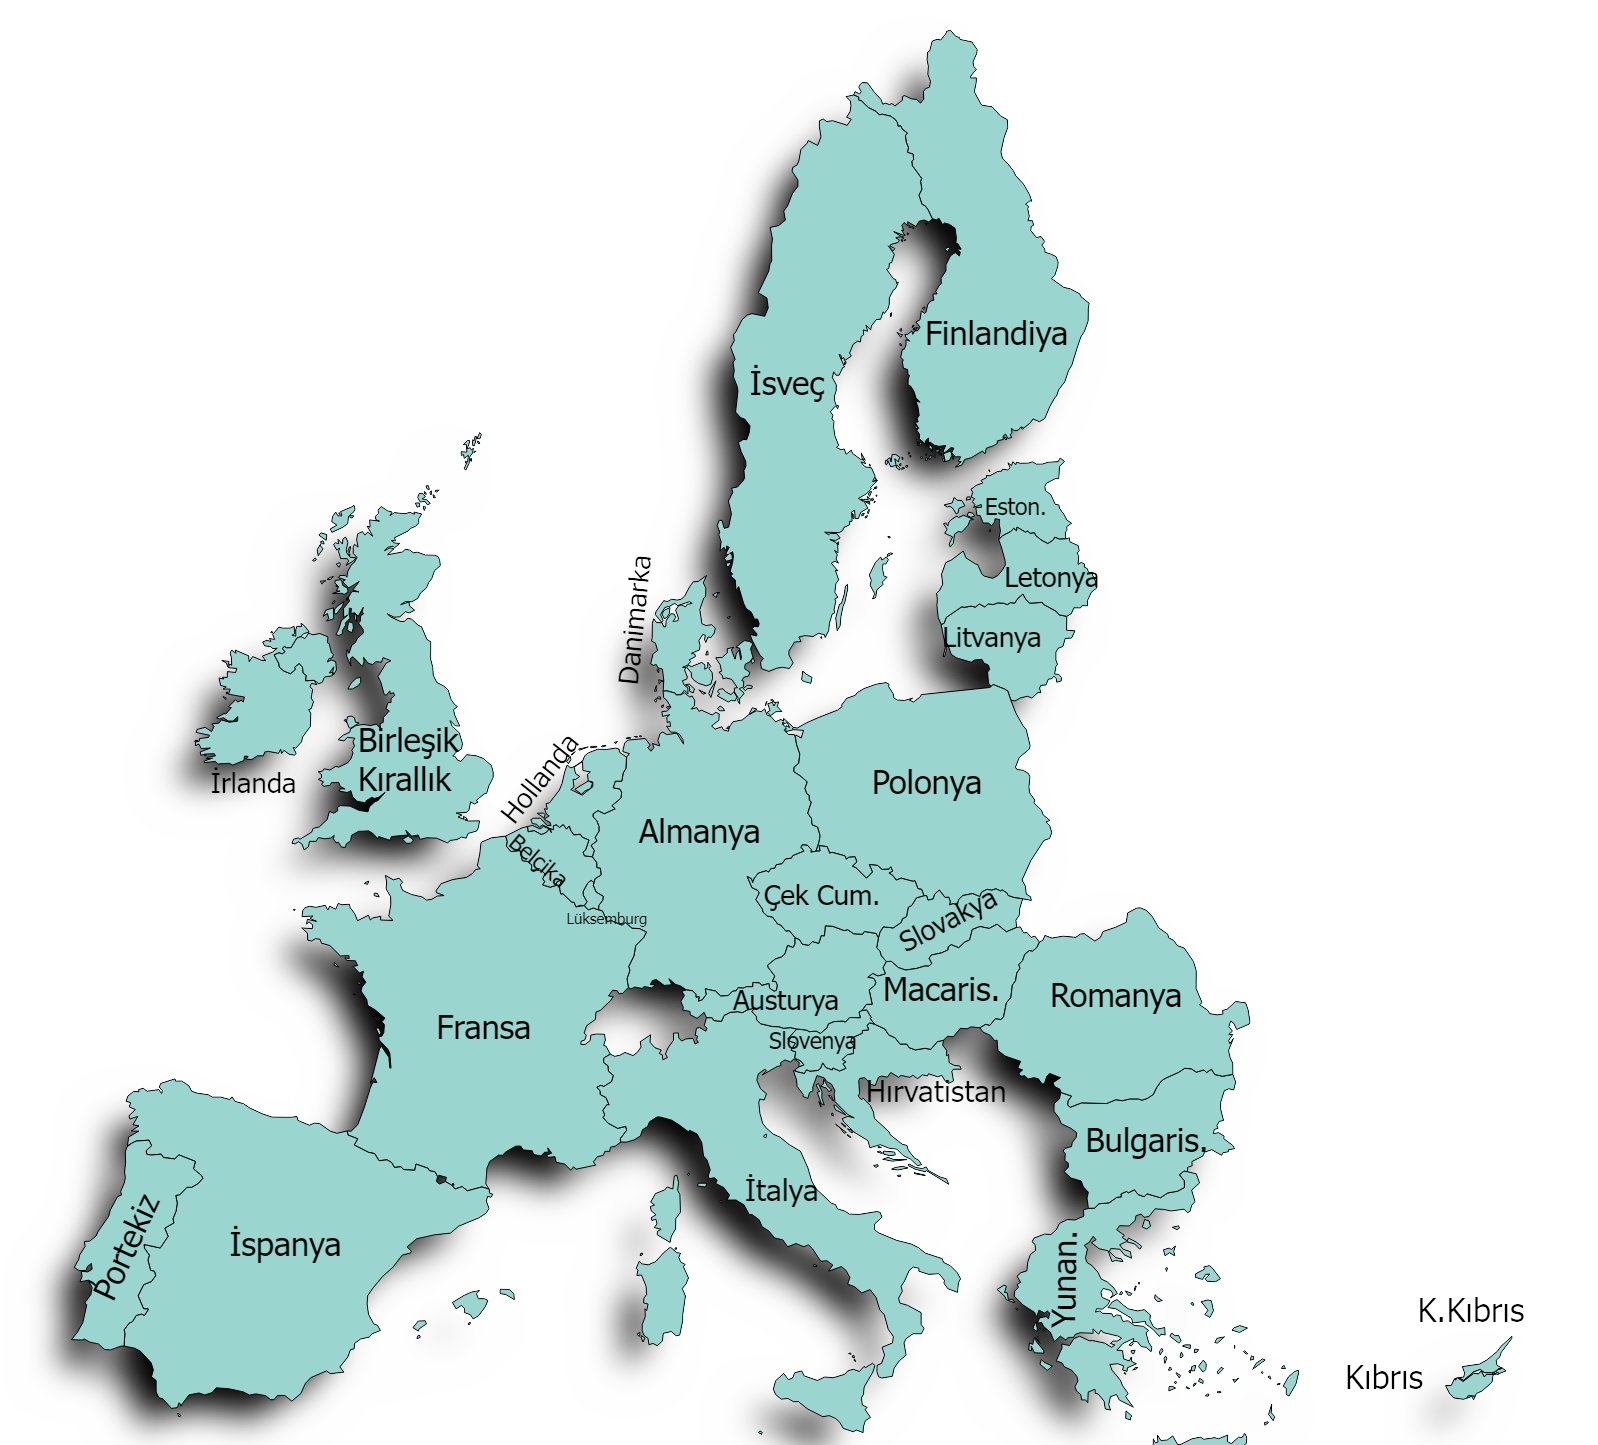 Finlandiya
İsveç
Eston.
Letonya
Danimarka
Litvanya
Birleşik
Kırallık
İrlanda
Hollanda
Polonya
Almanya
Belçika
Çek Cum.
Lüksemburg
Slovakya
Macaris.
Romanya
Austurya
Fransa
Slovenya
Hırvatistan
Bulgaris.
İtalya
Portekiz
İspanya
Yunan.
K.Kıbrıs
Kıbrıs